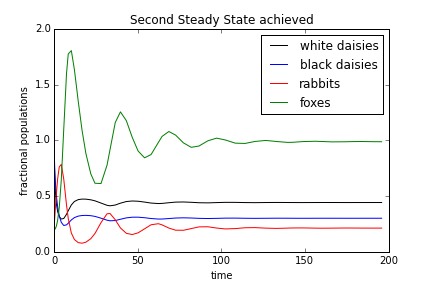 Second Steady State achieved
2.0
1.5
1.0
0.5
0.0
fractional populations
white daisies
black daisies
rabbits
foxes
0 50 100 150 200
time